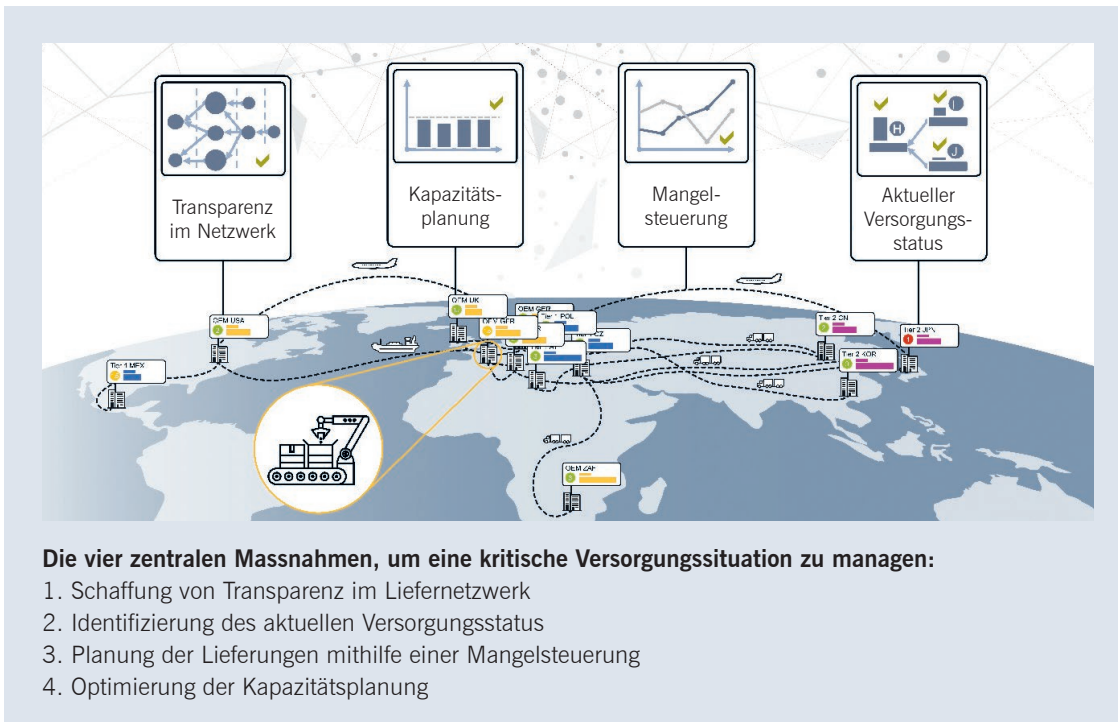 Transparenz
im Netzwerk
Kapazitäts-
planung
Mangel-
steuerung
Aktueller
Versorgungs-
status
H
I
J
OEM USA
Tier 1 MEX
OEM UK
OEM GER
OEM GER
Tier 1 POL
Tier 2 CN
Tier 2 JPN
Tier 2 KOR
OEM ZAF
Die vier zentralen Massnahmen, um eine kritische Versorgungssituation zu managen:
1. Schaffung von Transparenz im Liefernetzwerk
2. Identifizierung des aktuellen Versorgungsstatus
3. Planung der Lieferungen mithilfe einer Mangelsteuerung
4. Optimierung der Kapazitätsplanung